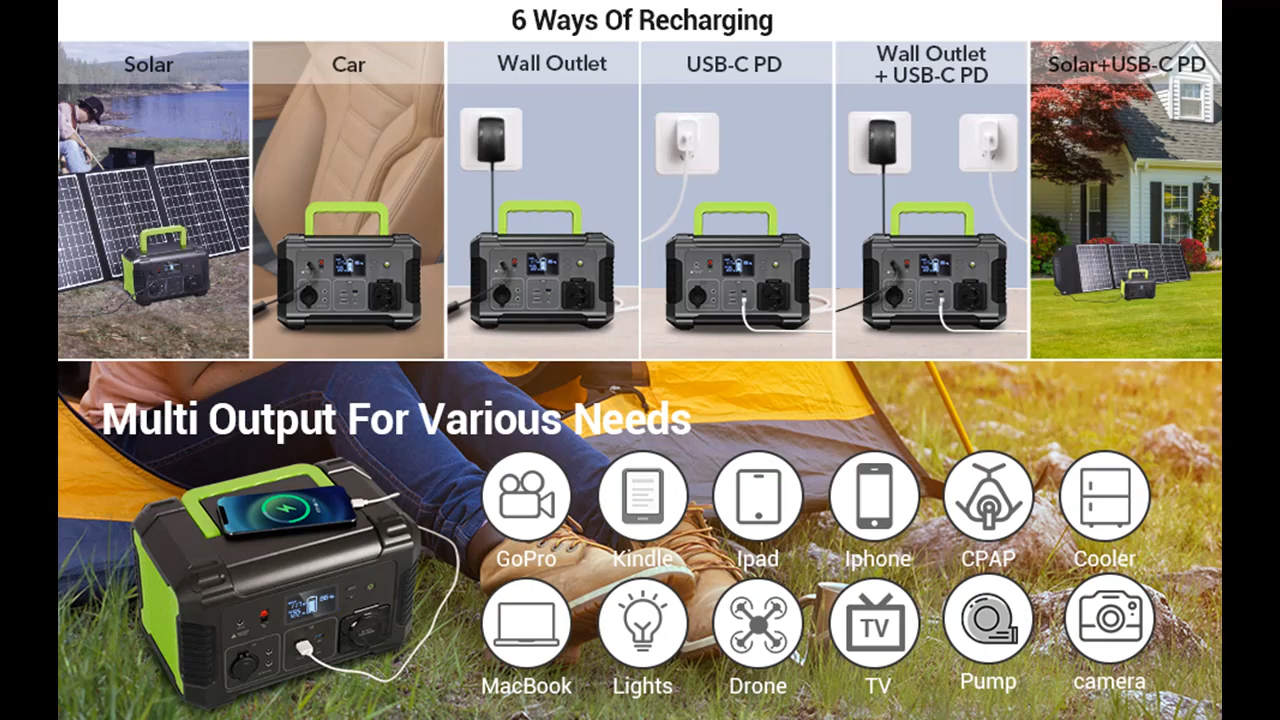 6 Ways Of Recharging
Solar
Car
Wall Outlet
USB-C PD
Wall Outlet
+ USB-C PD
Solar+USB-C PD
Multi Output For Various Needs
GoPro
Kindle
Ipad
Iphone
CPAP
Cooler
TV
MacBook
Lights
Drone
TV
Pump
camera